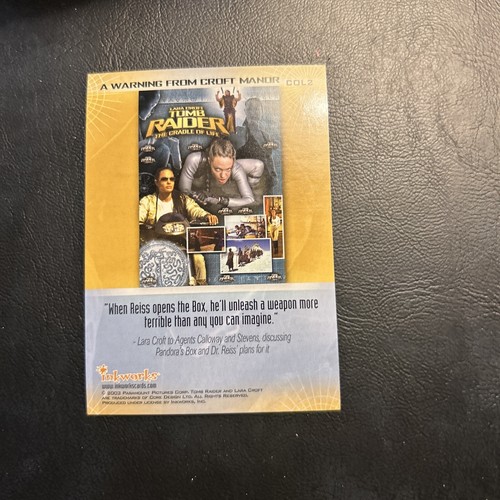 A WARNING FROM CROFT MANOR COL2
LARA CROFT
TOMB
RAIDER
THE CRADLE OF LIFE
"When Reiss opens the Box, he'll unleash a weapon more
terrible than any you can imagine."
- Lara Croft to Agents Calloway and Stevens, discussing
Pandora's Box and Dr. Reiss' plans for it
inkworks
www.inkworkscards.com
© 2003 Paramount Pictures Corp. Tomb Raider and Lara Croft
are trademarks of Core Design Ltd. All Rights Reserved.
Produced under license by Inkworks, Inc.